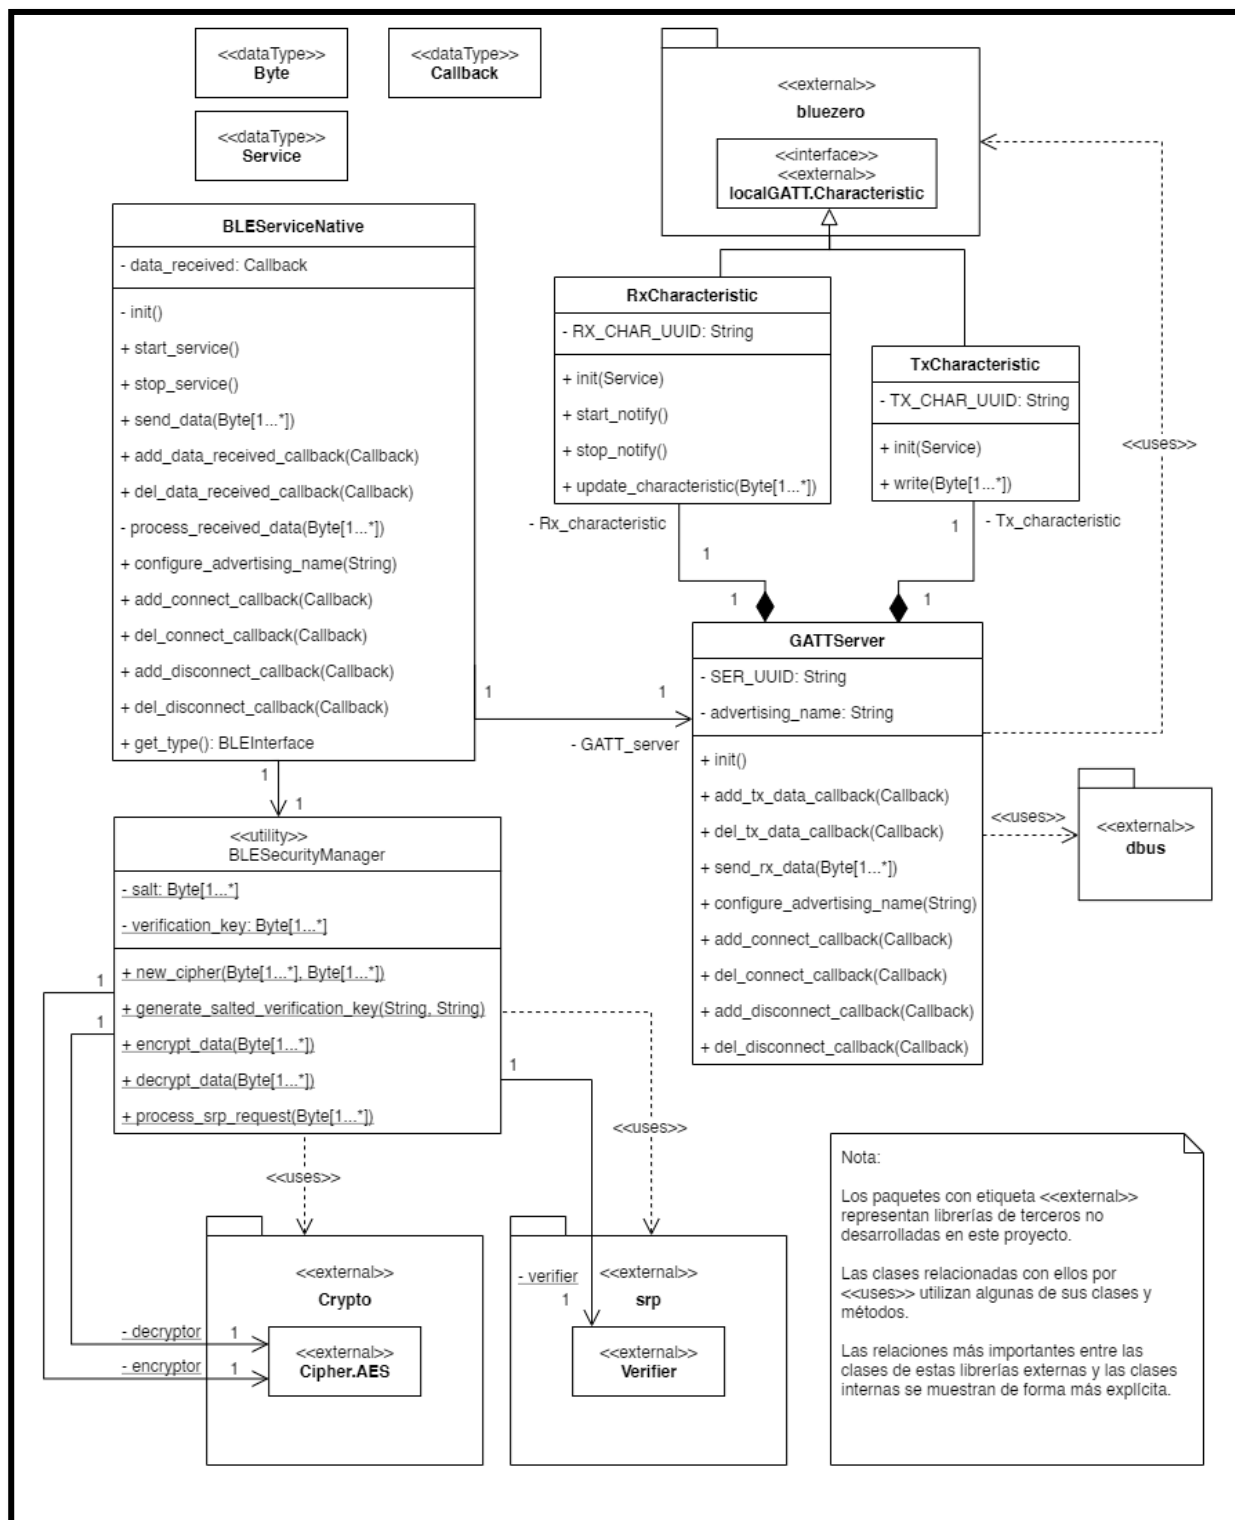 <<dataType>>
Byte
<<dataType>>
Callback
<<dataType>>
Service
<<external>>
bluezero
<<interface>>
<<external>>
localGATT.Characteristic
BLEServiceNative
- data_received: Callback
- init()
+ start_service()
+ stop_service()
+ send_data(Byte[1...*])
+ add_data_received_callback(Callback)
+ del_data_received_callback(Callback)
- process_received_data(Byte[1...*])
+ configure_advertising_name(String)
+ add_connect_callback(Callback)
+ del_connect_callback(Callback)
+ add_disconnect_callback(Callback)
+ del_disconnect_callback(Callback)
+ get_type(): BLEInterface
RxCharacteristic
- RX_CHAR_UUID: String
+ init(Service)
+ start_notify()
+ stop_notify()
+ update_characteristic(Byte[1...*])
TxCharacteristic
- TX_CHAR_UUID: String
+ init(Service)
+ write(Byte[1...*])
<<uses>>
- Rx_characteristic
1
1
1
- Tx_characteristic
1
GATTServer
- SER_UUID: String
- advertising_name: String
+ init()
+ add_tx_data_callback(Callback)
+ del_tx_data_callback(Callback)
+ send_rx_data(Byte[1...*])
+ configure_advertising_name(String)
+ add_connect_callback(Callback)
+ del_connect_callback(Callback)
+ add_disconnect_callback(Callback)
+ del_disconnect_callback(Callback)
1
1
- GATT_server
<<uses>>
<<external>>
dbus
1
1
<<utility>>
BLESecurityManager
- salt: Byte[1...*]
- verification_key: Byte[1...*]
+ new_cipher(Byte[1...*], Byte[1...*])
+ generate_salted_verification_key(String, String)
+ encrypt_data(Byte[1...*])
+ decrypt_data(Byte[1...*])
+ process_srp_request(Byte[1...*])
1
1
1
<<uses>>
<<uses>>
<<external>>
Crypto
- decryptor
1
- encryptor
1
<<external>>
Cipher.AES
- verifier
1
<<external>>
srp
<<external>>
Verifier
Nota:
Los paquetes con etiqueta <<external>>
representan librerías de terceros no
desarrolladas en este proyecto.
Las clases relacionadas con ellos por
<<uses>> utilizan algunas de sus clases y
métodos.
Las relaciones más importantes entre las
clases de estas librerías externas y las clases
internas se muestran de forma más explícita.